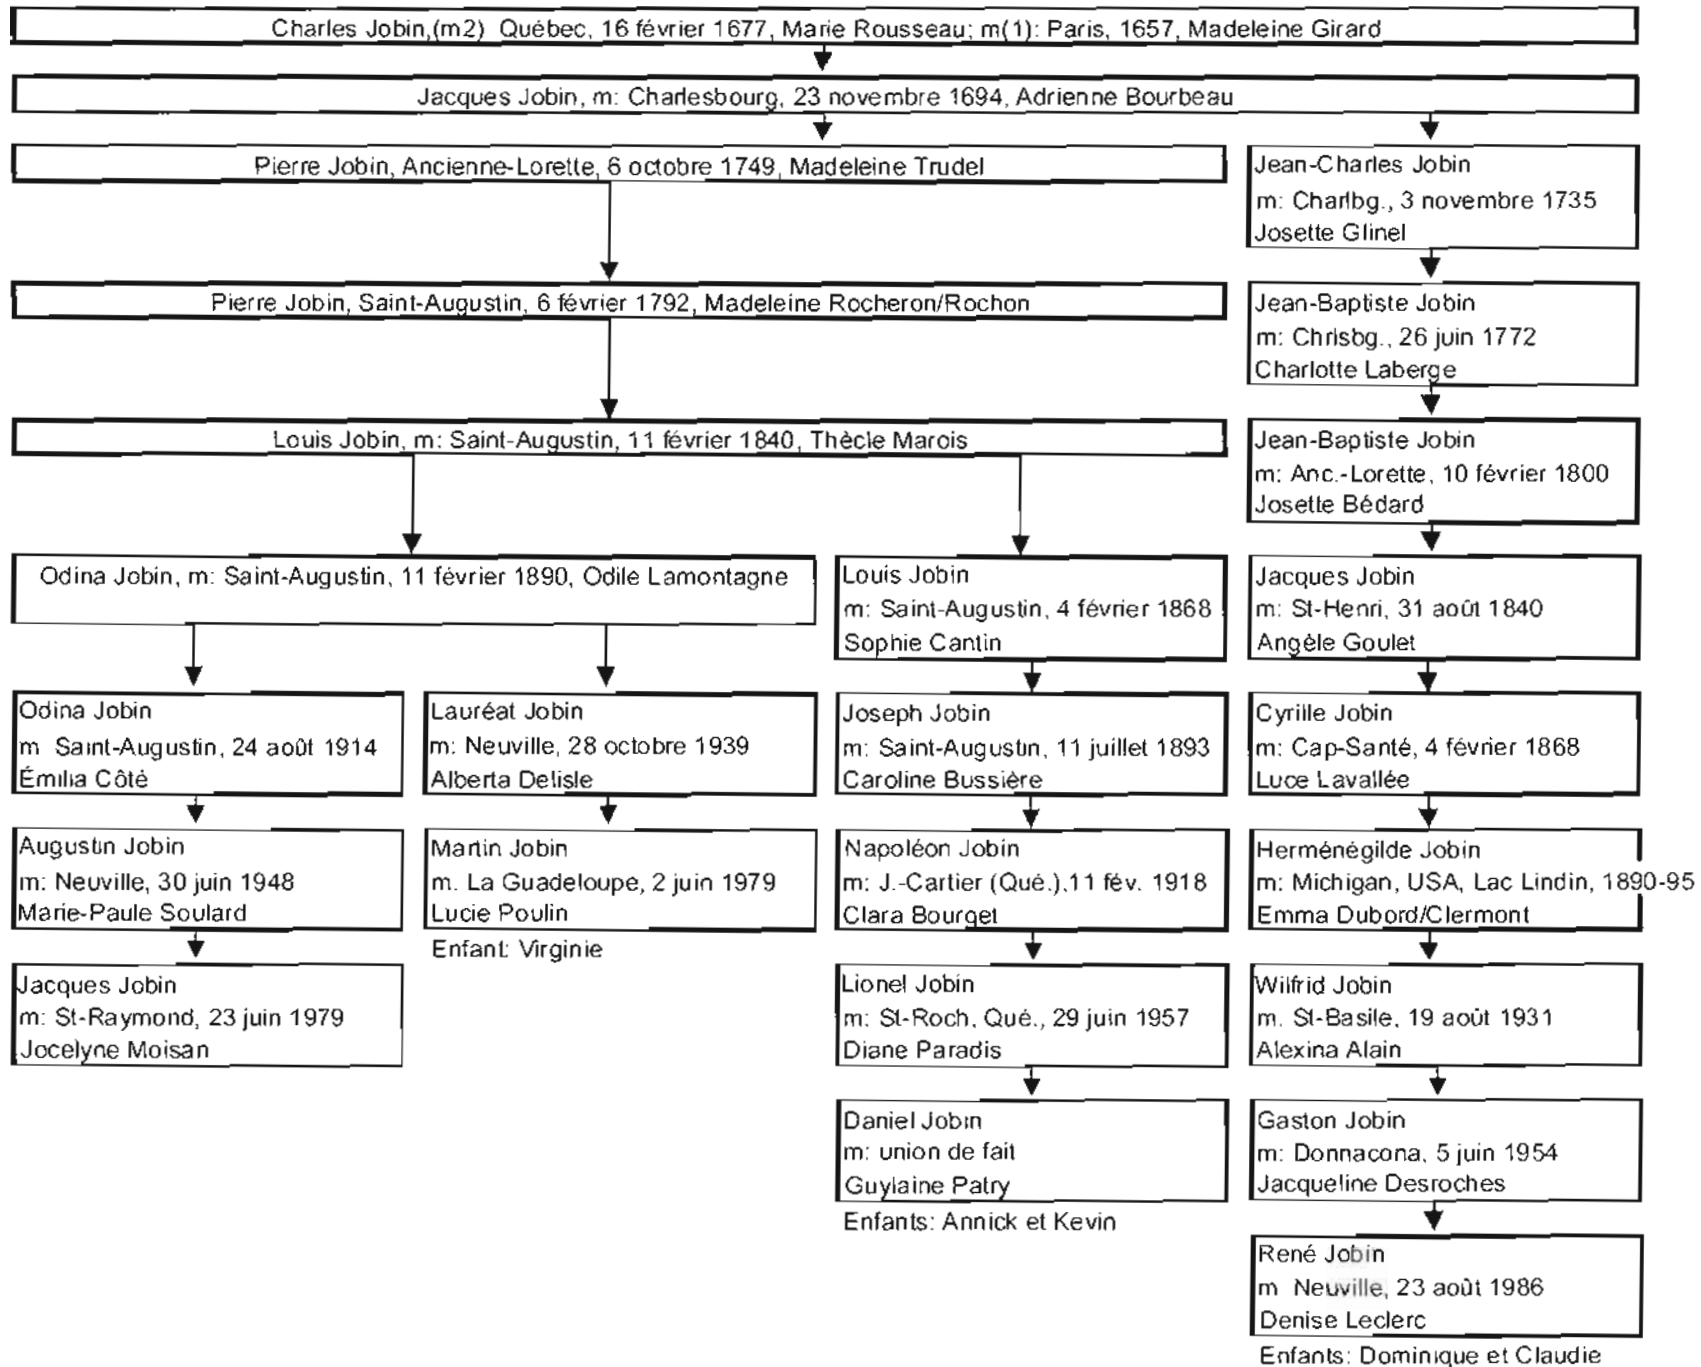 Charles Jobin,(m2) Québec, 16 février 1677, Marie Rousseau; m(1): Paris, 1657, Madeleine Girard
Jacques Jobin, m: Charlesbourg, 23 novembre 1694, Adrienne Bourbeau
Pierre Jobin, Ancienne-Lorette, 6 octobre 1749, Madeleine Trudel
Jean-Charles Jobin
m: Charlbg., 3 novembre 1735
Josette Glinel
Pierre Jobin, Saint-Augustin, 6 février 1792, Madeleine Rocheron/Rochon
Jean-Baptiste Jobin
m: Chrlsbg., 26 juin 1772
Charlotte Laberge
Louis Jobin, m: Saint-Augustin, 11 février 1840, Thècle Marois
Jean-Baptiste Jobin
m: Anc.-Lorette, 10 février 1800
Josette Bédard
Odina Jobin, m: Saint-Augustin, 11 février 1890, Odile Lamontagne
Louis Jobin
m: Saint-Augustin, 4 février 1868
Sophie Cantin
Jacques Jobin
m: St-Henri, 31 août 1840
Angèle Goulet
Odina Jobin
m Saint-Augustin, 24 août 1914
Émilia Côté
Lauréat Jobin
m: Neuville, 28 octobre 1939
Alberta Delisle
Joseph Jobin
m: Saint-Augustin, 11 juillet 1893
Caroline Bussière
Cyrille Jobin
m: Cap-Santé, 4 février 1868
Luce Lavallée
Augustin Jobin
m: Neuville, 30 juin 1948
Marie-Paule Soulard
Martin Jobin
m. La Guadeloupe, 2 juin 1979
Lucie Poulin
Enfant: Virginie
Napoléon Jobin
m: J.-Cartier (Qué.),11 fév. 1918
Clara Bourget
Herménégilde Jobin
m: Michigan, USA, Lac Lindin, 1890-95
Emma Dubord/Clermont
Jacques Jobin
m: St-Raymond, 23 juin 1979
Jocelyne Moisan
Lionel Jobin
m: St-Roch, Qué., 29 juin 1957
Diane Paradis
Wilfrid Jobin
m. St-Basile, 19 août 1931
Alexina Alain
Daniel Jobin
m: union de fait
Guylaine Patry
Enfants: Annick et Kevin
Gaston Jobin
m: Donnacona, 5 juin 1954
Jacqueline Desroches
René Jobin
m Neuville, 23 août 1986
Denise Leclerc
Enfants: Dominique et Claudie